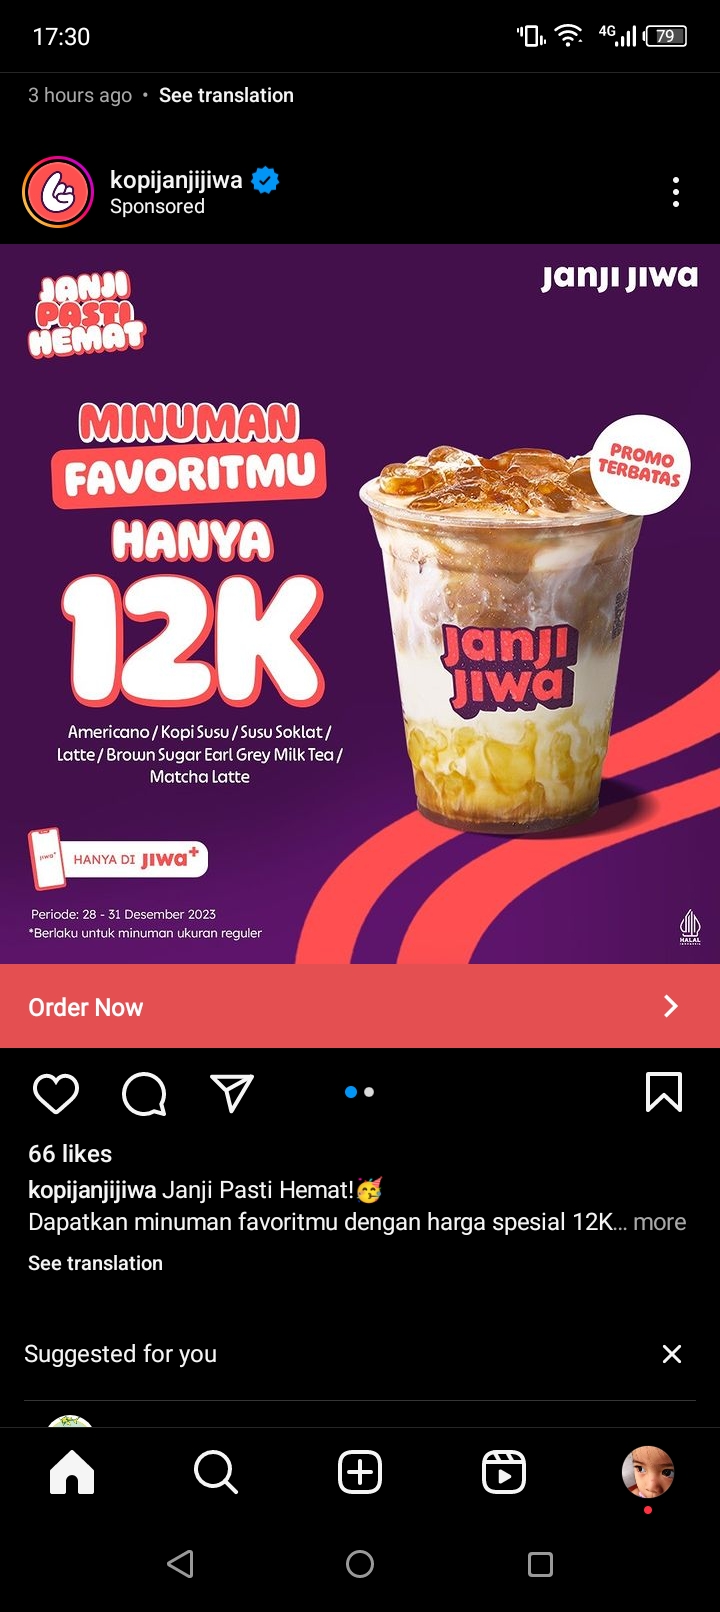 17:30
4G
79
3 hours ago • See translation
kopijanjijiwa
Sponsored
JANJI
PASTI
HEMAT
janji jiwa
MINUMAN
FAVORITMU
HANYA
12K
PROMO
TERBATAS
janji
jiwa
Americano / Kopi Susu / Susu Soklat /
Latte / Brown Sugar Earl Grey Milk Tea /
Matcha Latte
jiwa+
HANYA DI JIWA+
Periode: 28 - 31 Desember 2023
*Berlaku untuk minuman ukuran reguler
HALAL
INDONESIA
Order Now
66 likes
kopijanjijiwa Janji Pasti Hemat!🥳
Dapatkan minuman favoritmu dengan harga spesial 12K... more
See translation
Suggested for you